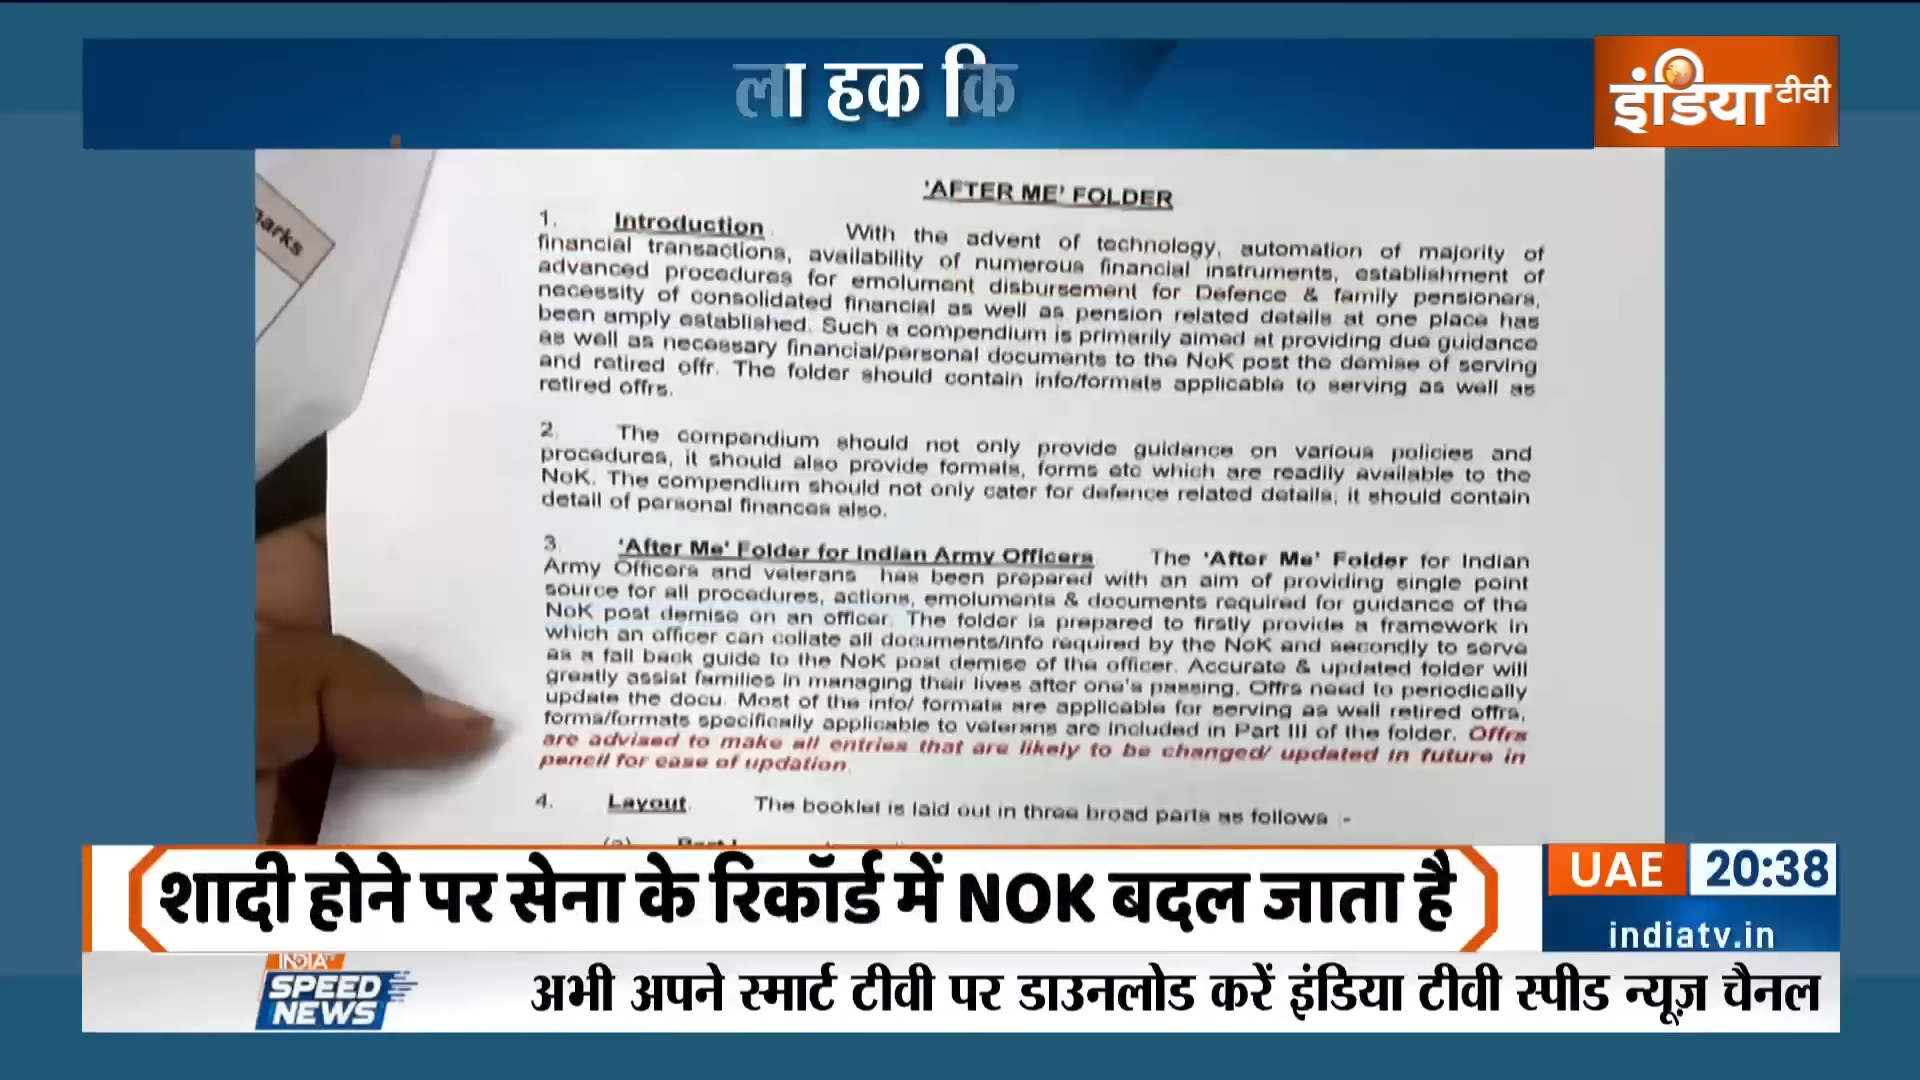 ला हक कि
इंडिया टीवी
arks
'AFTER ME' FOLDER
1. Introduction With the advent of technology, automation of majority of
financial transactions, availability of numerous financial instruments, establishment of
advanced procedures for emolument disbursement for Defence & family pensioners,
necessity of consolidated financial as well as pension related details at one place has
been amply established. Such a compendium is primarily aimed at providing due guidance
as well as necessary financial/personal documents to the NoK post the demise of serving
and retired offr. The folder should contain info/formats applicable to serving as well as
retired offrs.
2. The compendium should not only provide guidance on various policies and
procedures, it should also provide formats, forms etc which are readily available to the
NoK. The compendium should not only cater for defence related details, it should contain
detail of personal finances also.
3. 'After Me' Folder for Indian Army Officers The 'After Me' Folder for Indian
Army Officers and veterans has been prepared with an aim of providing single point
source for all procedures, actions, emoluments & documents required for guidance of the
NoK post demise on an officer. The folder is prepared to firstly provide a framework in
which an officer can collate all documents/info required by the NoK and secondly to serve
as a fall back guide to the NoK post demise of the officer. Accurate & updated folder will
greatly assist families in managing their lives after one's passing. Offrs need to periodically
update the docu. Most of the info/ formats are applicable for serving as well retired offrs,
forms/formats specifically applicable to veterans are included in Part III of the folder. Offrs
are advised to make all entries that are likely to be changed/ updated in future in
pencil for ease of updation.
4. Layout. The booklet is laid out in three broad parts as follows :-
शादी होने पर सेना के रिकॉर्ड में NOK बदल जाता है
UAE 20:38
indiatv.in
INDIA TV
SPEED
NEWS
अभी अपने स्मार्ट टीवी पर डाउनलोड करें इंडिया टीवी स्पीड न्यूज़ चैनल